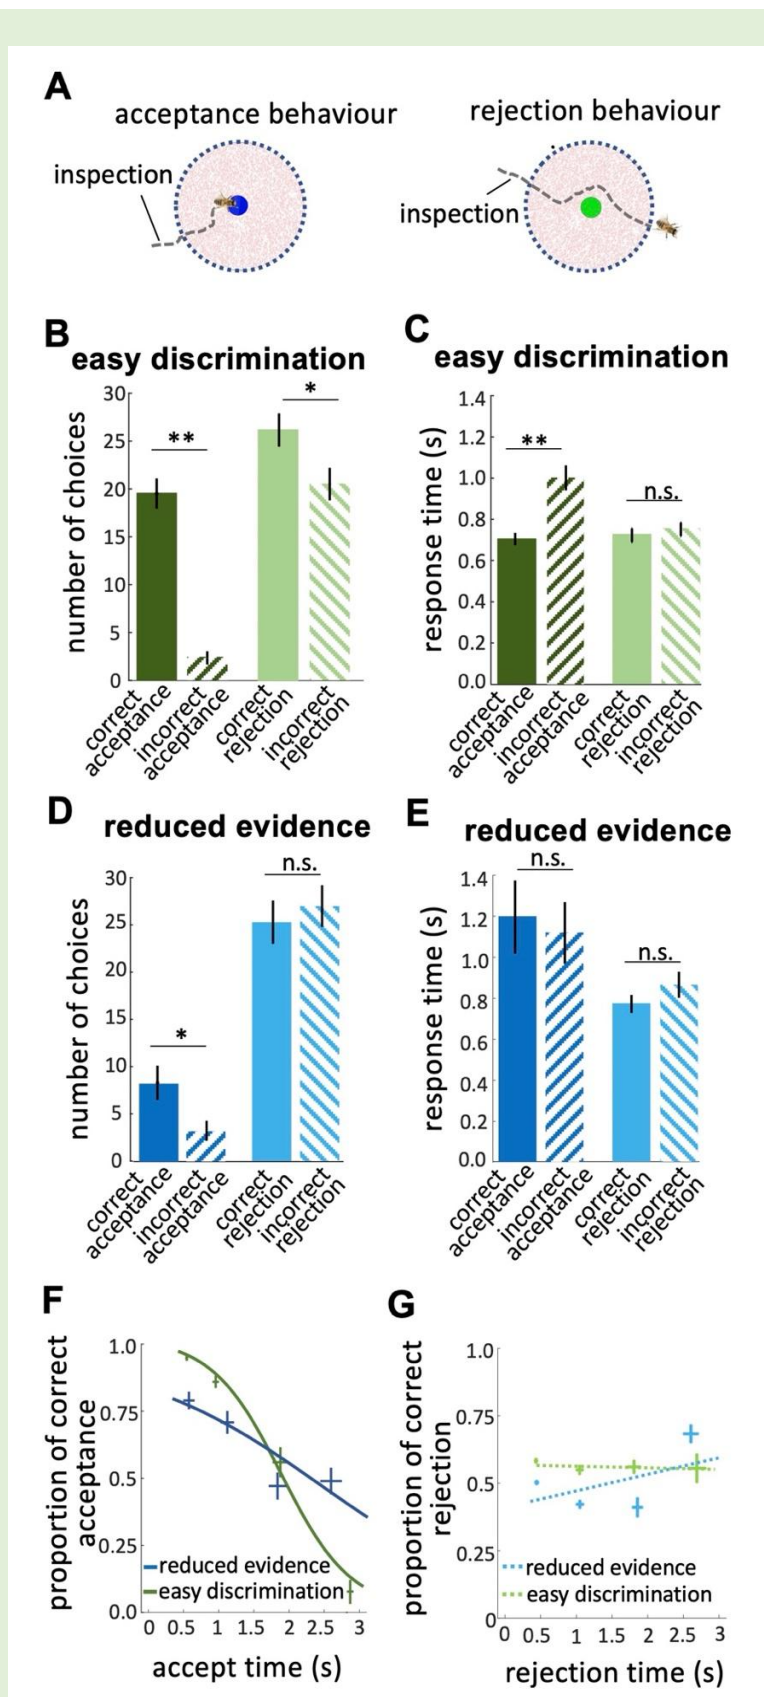 A
acceptance behaviour
rejection behaviour
inspection
inspection
B
easy discrimination
number of choices
30
25
20
15
10
5
0
**
*
correct
acceptance
incorrect
acceptance
correct
rejection
incorrect
rejection
C
easy discrimination
response time (s)
1.4
1.2
1.0
0.8
0.6
0.4
0.2
0.0
**
n.s.
correct
acceptance
incorrect
acceptance
correct
rejection
incorrect
rejection
D
reduced evidence
number of choices
30
25
20
15
10
5
0
*
n.s.
correct
acceptance
incorrect
acceptance
correct
rejection
incorrect
rejection
E
reduced evidence
response time (s)
1.4
1.2
1.0
0.8
0.6
0.4
0.2
0.0
n.s.
n.s.
correct
acceptance
incorrect
acceptance
correct
rejection
incorrect
rejection
F
proportion of correct
acceptance
1.0
0.75
0.5
0.25
0.0
reduced evidence
easy discrimination
0 0.5 1 1.5 2 2.5 3
accept time (s)
G
proportion of correct
rejection
1.0
0.75
0.5
0.25
0
reduced evidence
easy discrimination
0 0.5 1 1.5 2 2.5 3
rejection time (s)